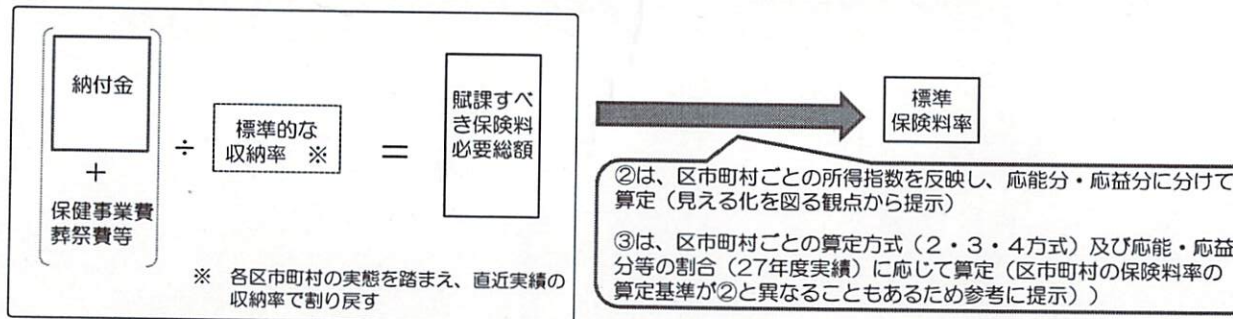 納付金
+
保健事業費
葬祭費等
÷
標準的な
収納率 ※
=
賦課すべ
き保険料
必要総額
※ 各区市町村の実態を踏まえ、直近実績の
収納率で割り戻す
標準
保険料率
②は、区市町村ごとの所得指数を反映し、応能分・応益分に分けて
算定（見える化を図る観点から提示）
③は、区市町村ごとの算定方式（2・3・4方式）及び応能・応益
分等の割合（27年度実績）に応じて算定（区市町村の保険料率の
算定基準が②と異なることもあるため参考に提示））